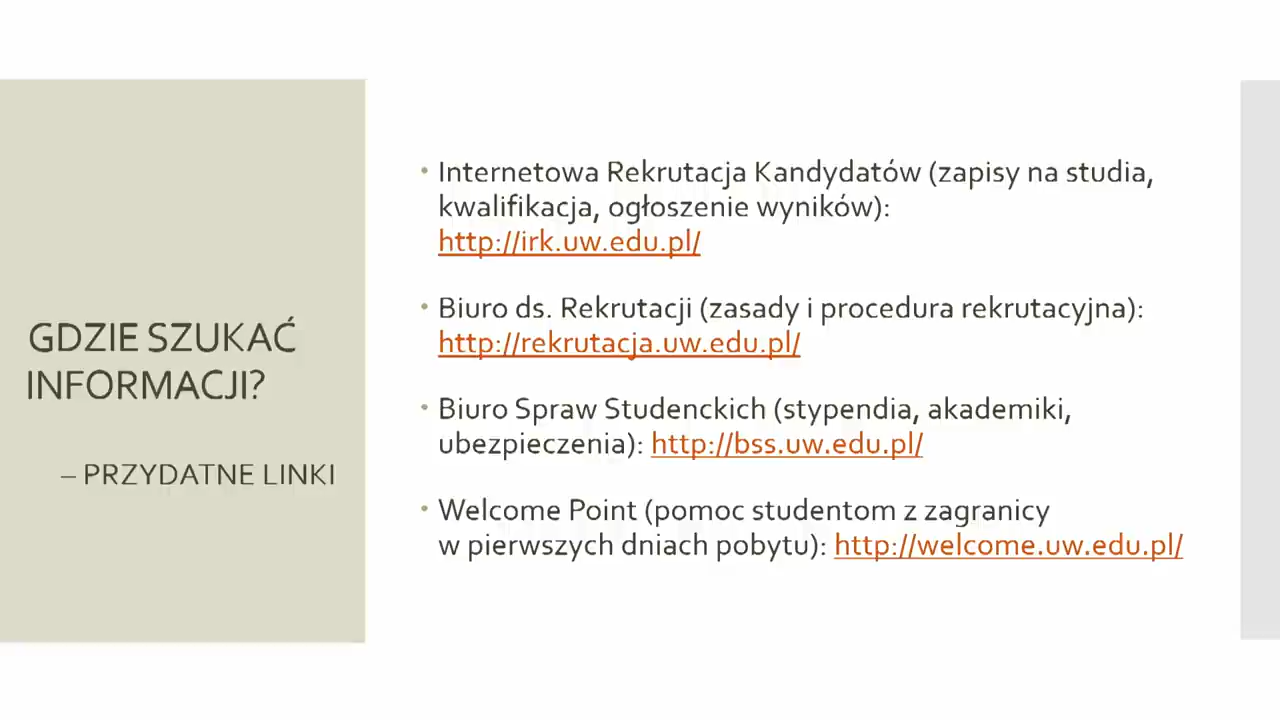 GDZIE SZUKAĆ
INFORMACJI?
– PRZYDATNE LINKI
• Internetowa Rekrutacja Kandydatów (zapisy na studia,
kwalifikacja, ogłoszenie wyników):
http://irk.uw.edu.pl/
• Biuro ds. Rekrutacji (zasady i procedura rekrutacyjna):
http://rekrutacja.uw.edu.pl/
• Biuro Spraw Studenckich (stypendia, akademiki,
ubezpieczenia): http://bss.uw.edu.pl/
• Welcome Point (pomoc studentom z zagranicy
w pierwszych dniach pobytu): http://welcome.uw.edu.pl/